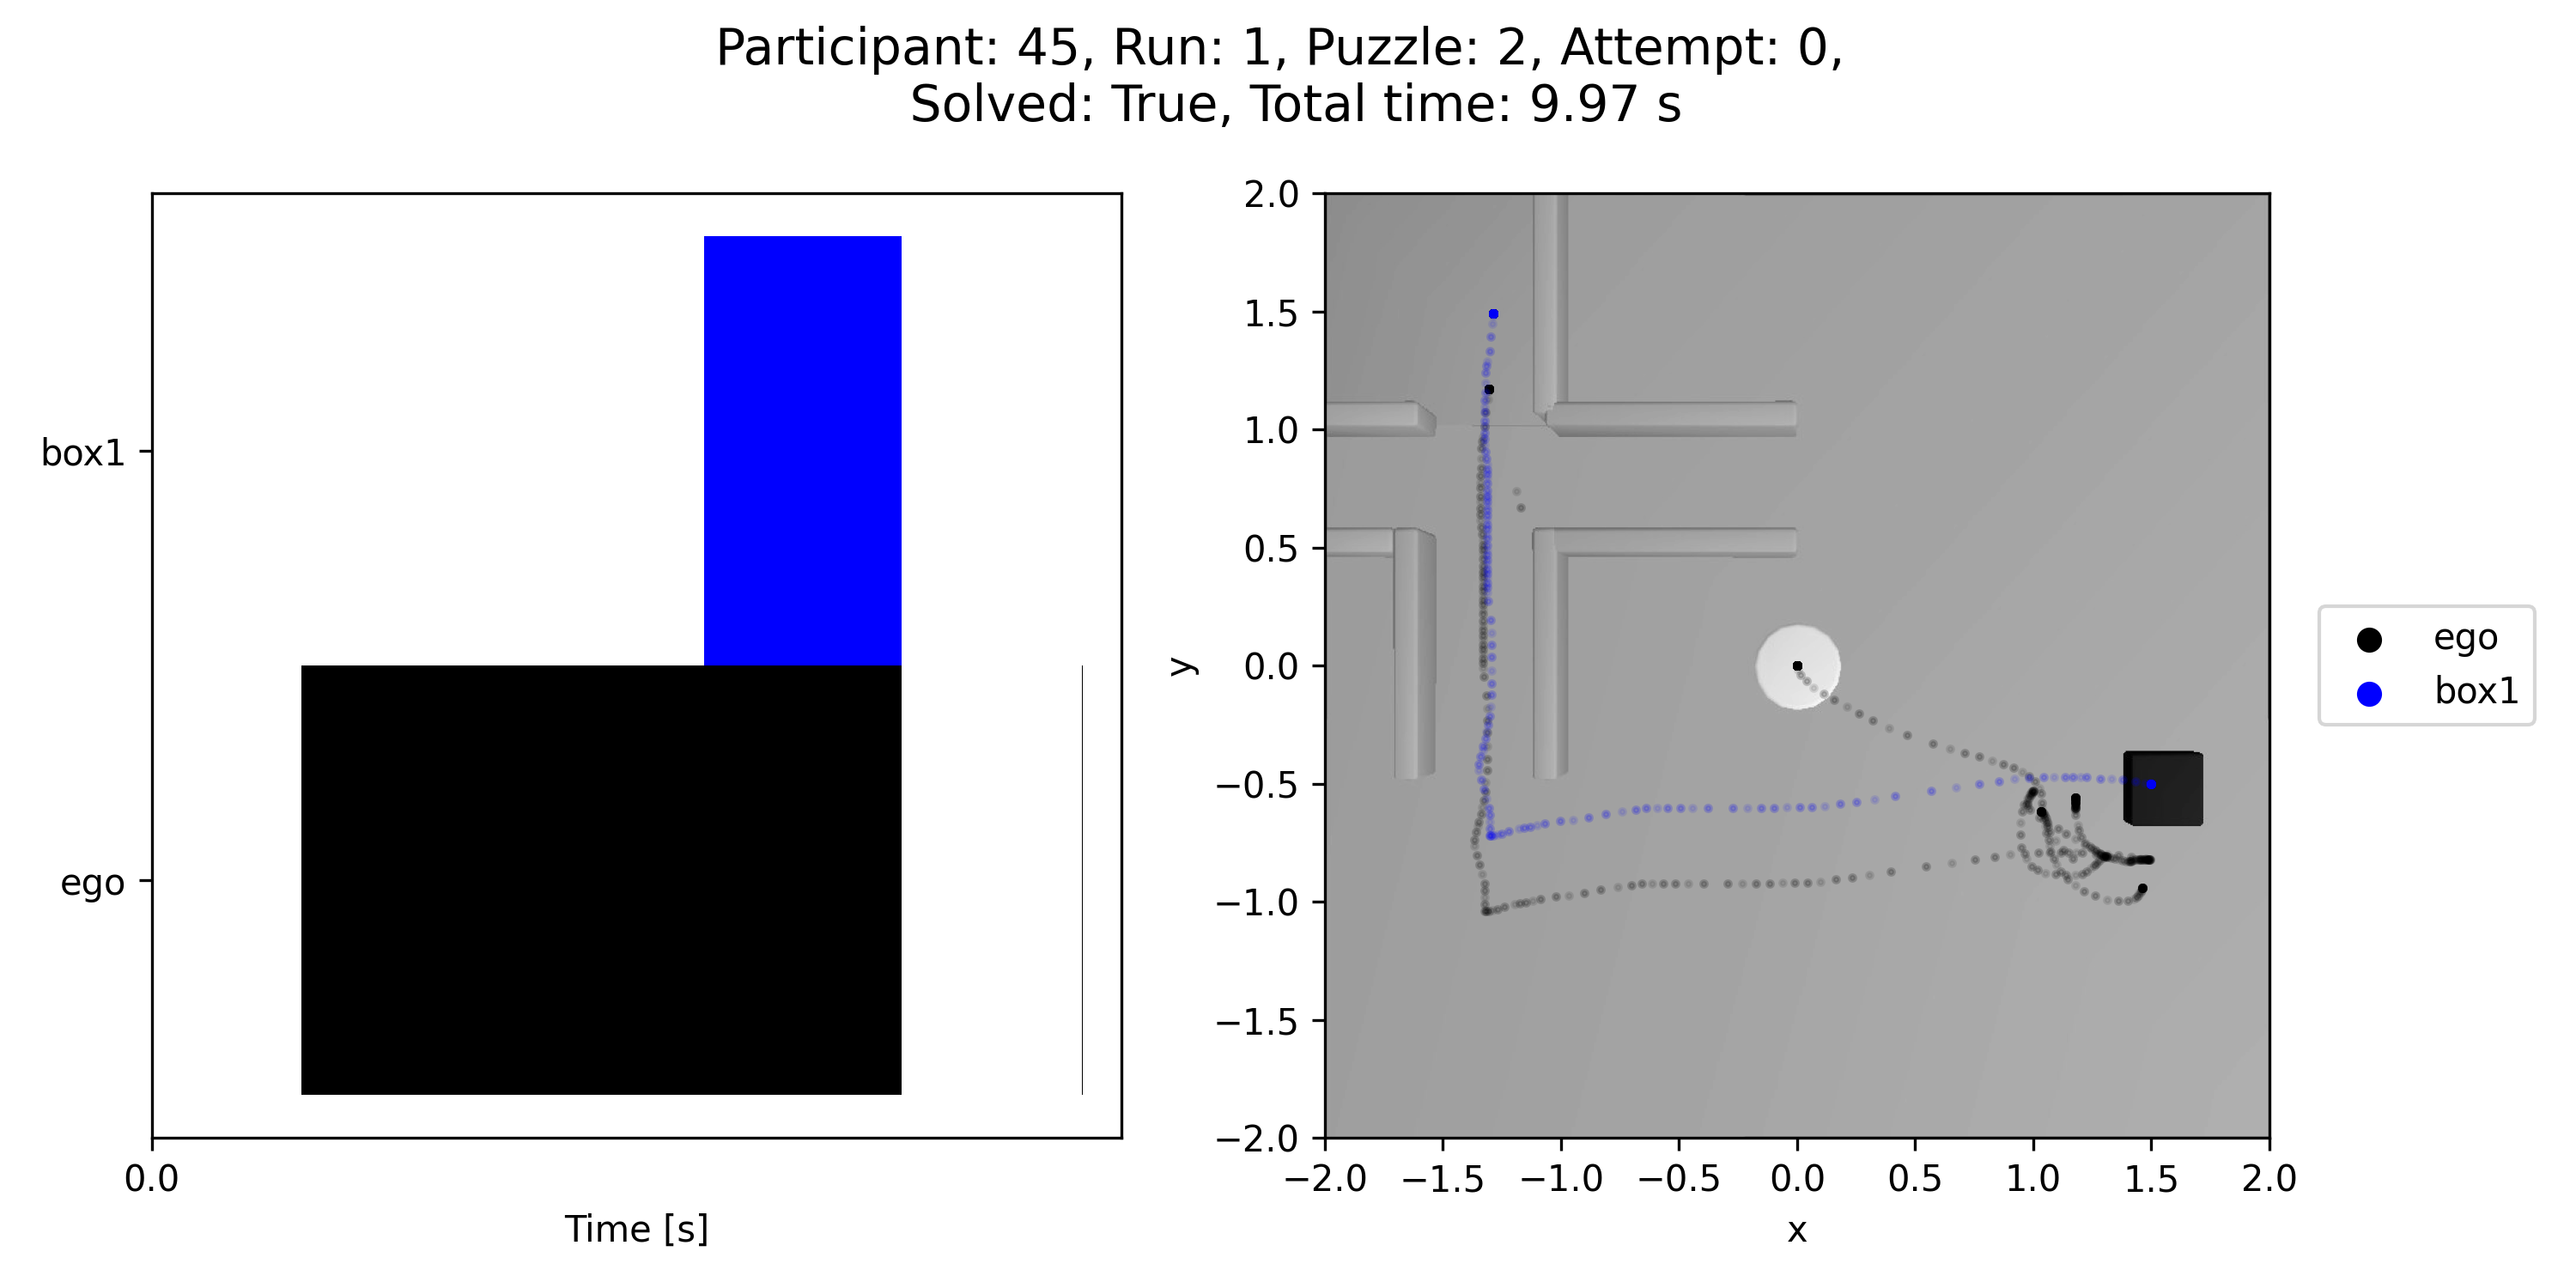 Participant: 45, Run: 1, Puzzle: 2, Attempt: 0,
Solved: True, Total time: 9.97 s
box1
ego
0.0
Time [s]
2.0
1.5
1.0
0.5
0.0
−0.5
−1.0
−1.5
−2.0
y
−2.0 −1.5 −1.0 −0.5 0.0 0.5 1.0 1.5 2.0
x
ego
box1